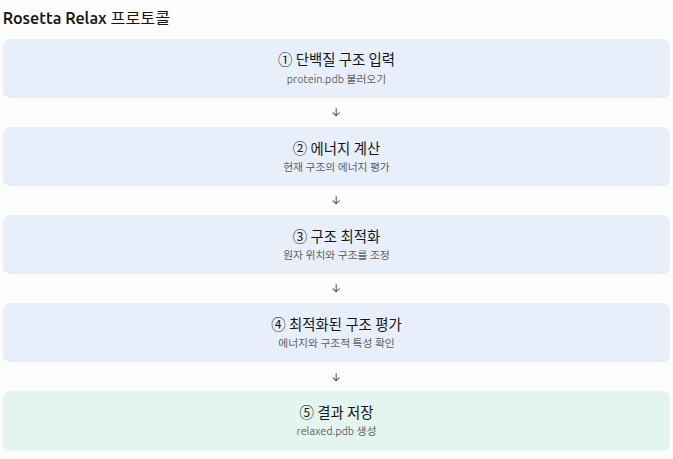 Rosetta Relax 프로토콜
① 단백질 구조 입력
protein.pdb 불러오기
↓
② 에너지 계산
현재 구조의 에너지 평가
↓
③ 구조 최적화
원자 위치와 구조를 조정
↓
④ 최적화된 구조 평가
에너지와 구조적 특성 확인
↓
⑤ 결과 저장
relaxed.pdb 생성